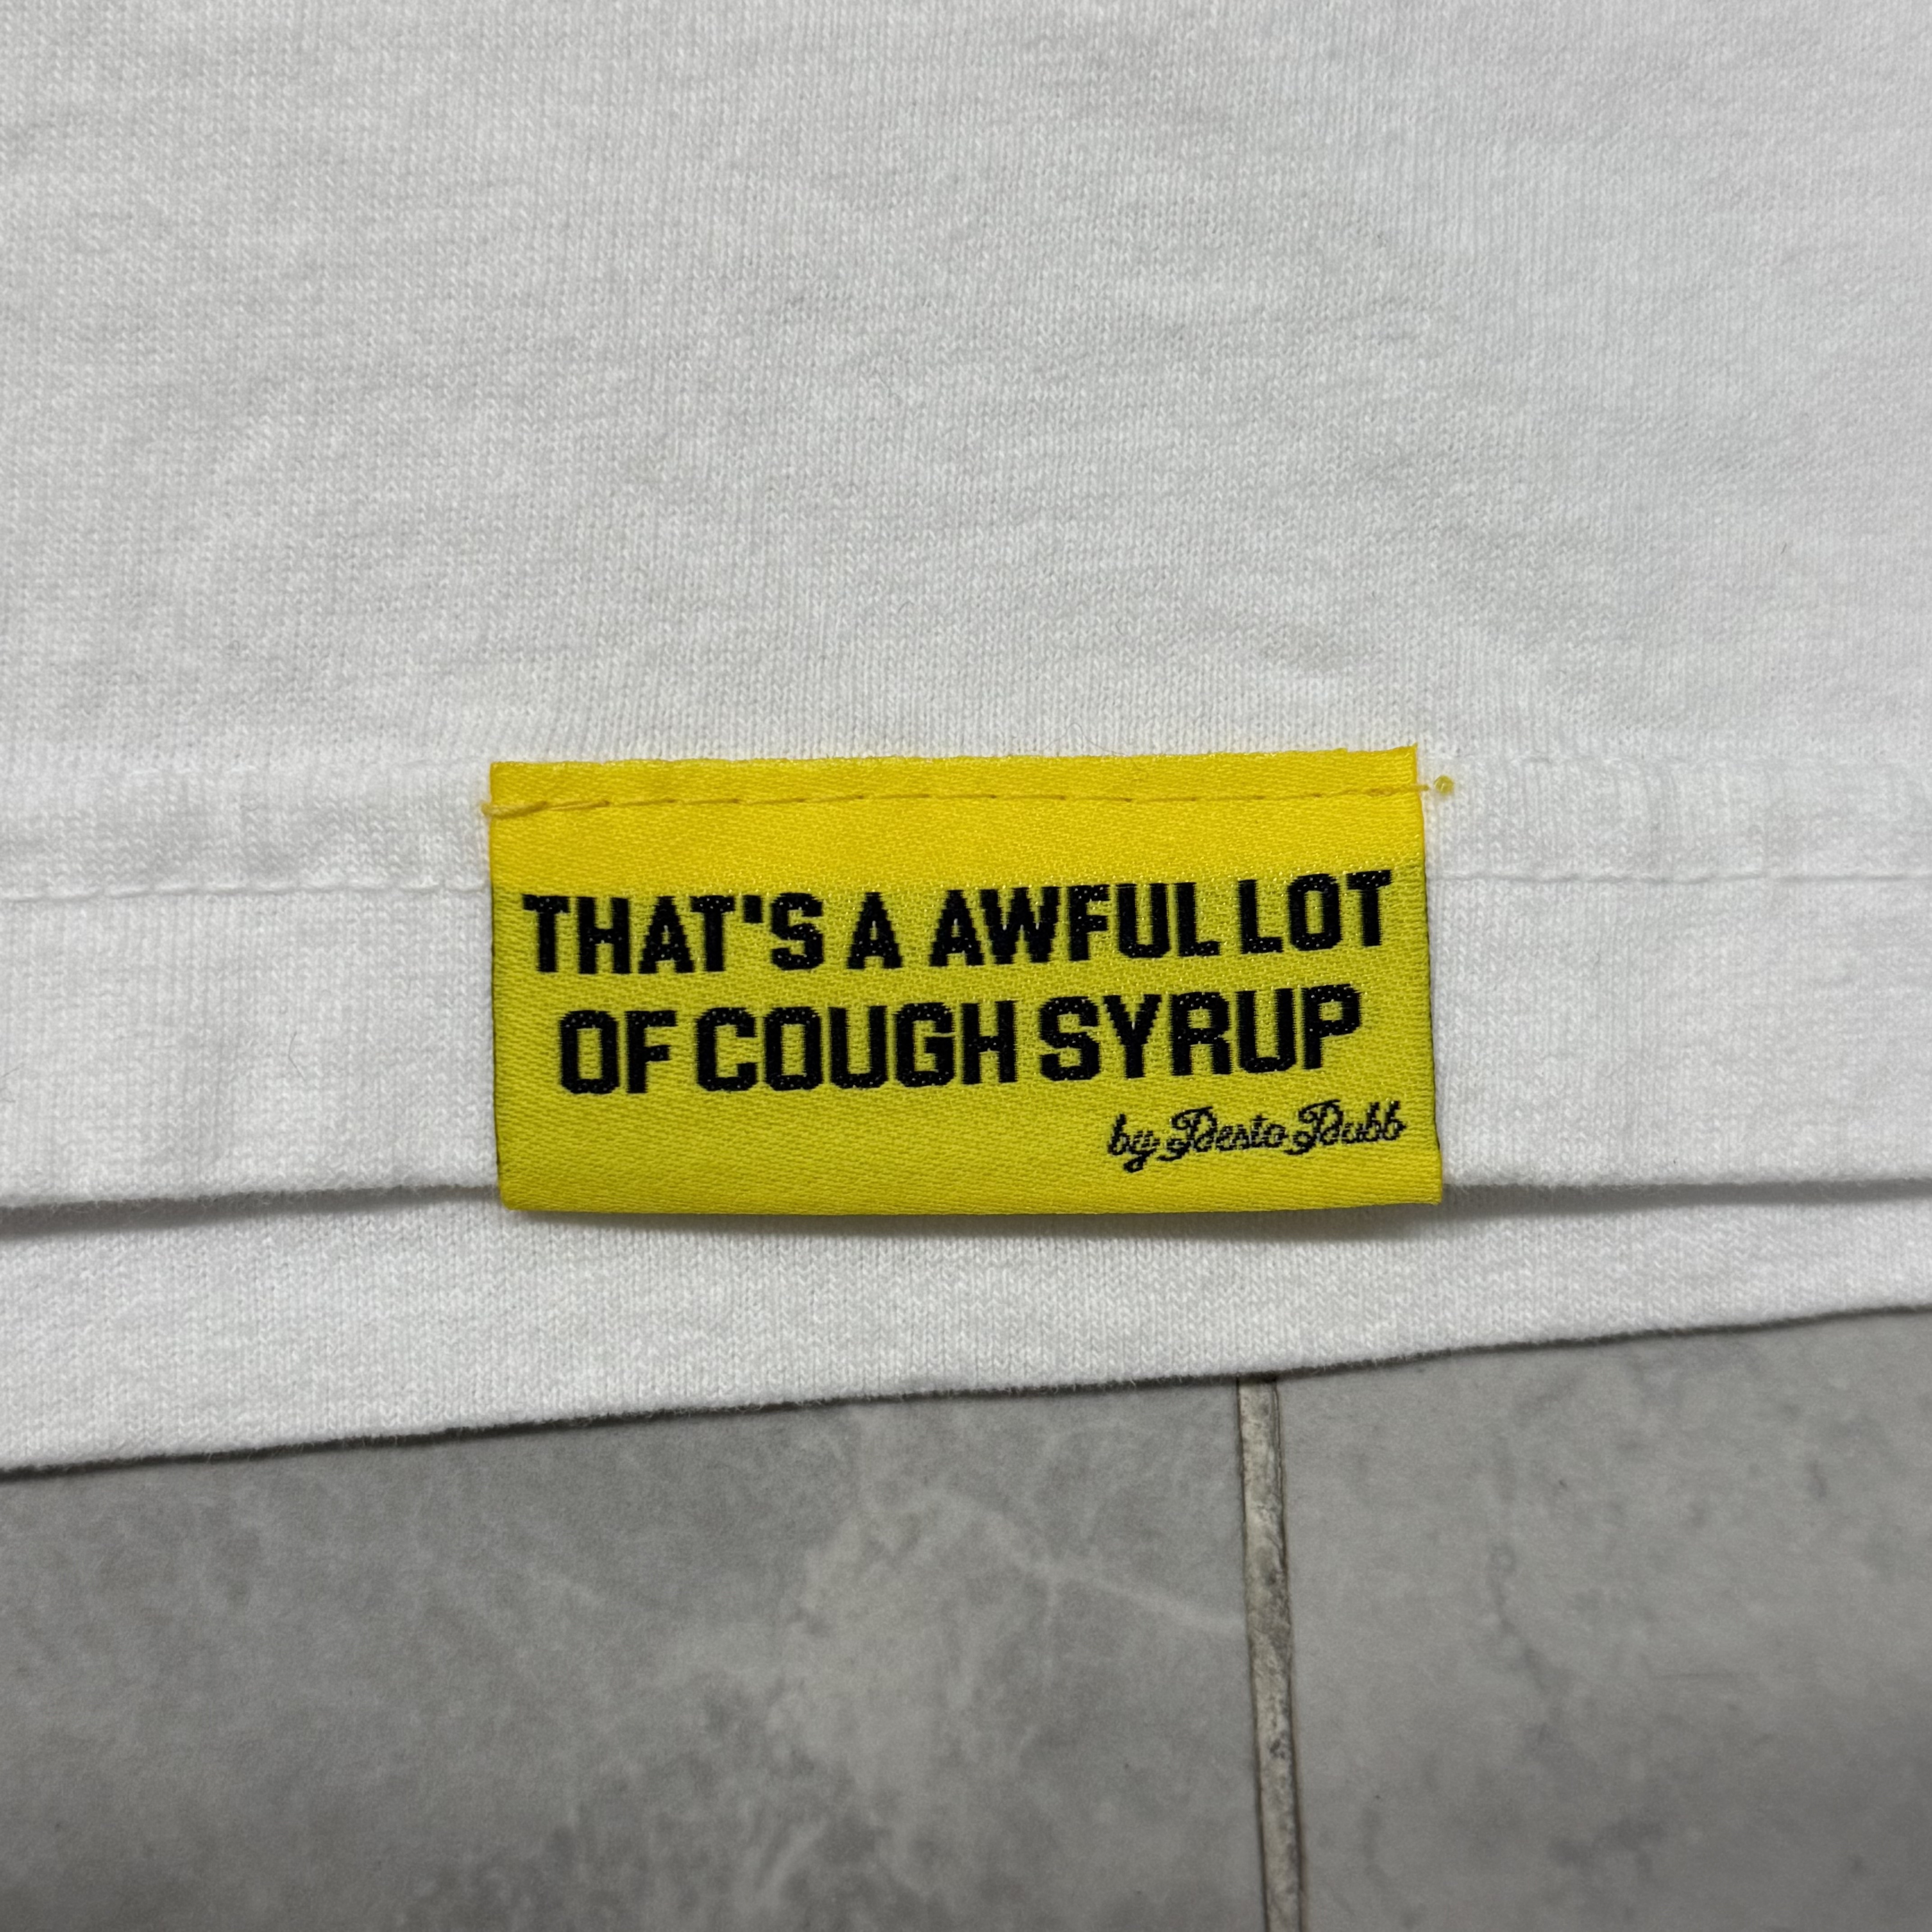 THAT'S A AWFUL LOT
OF COUGH SYRUP
by Desto Dubb